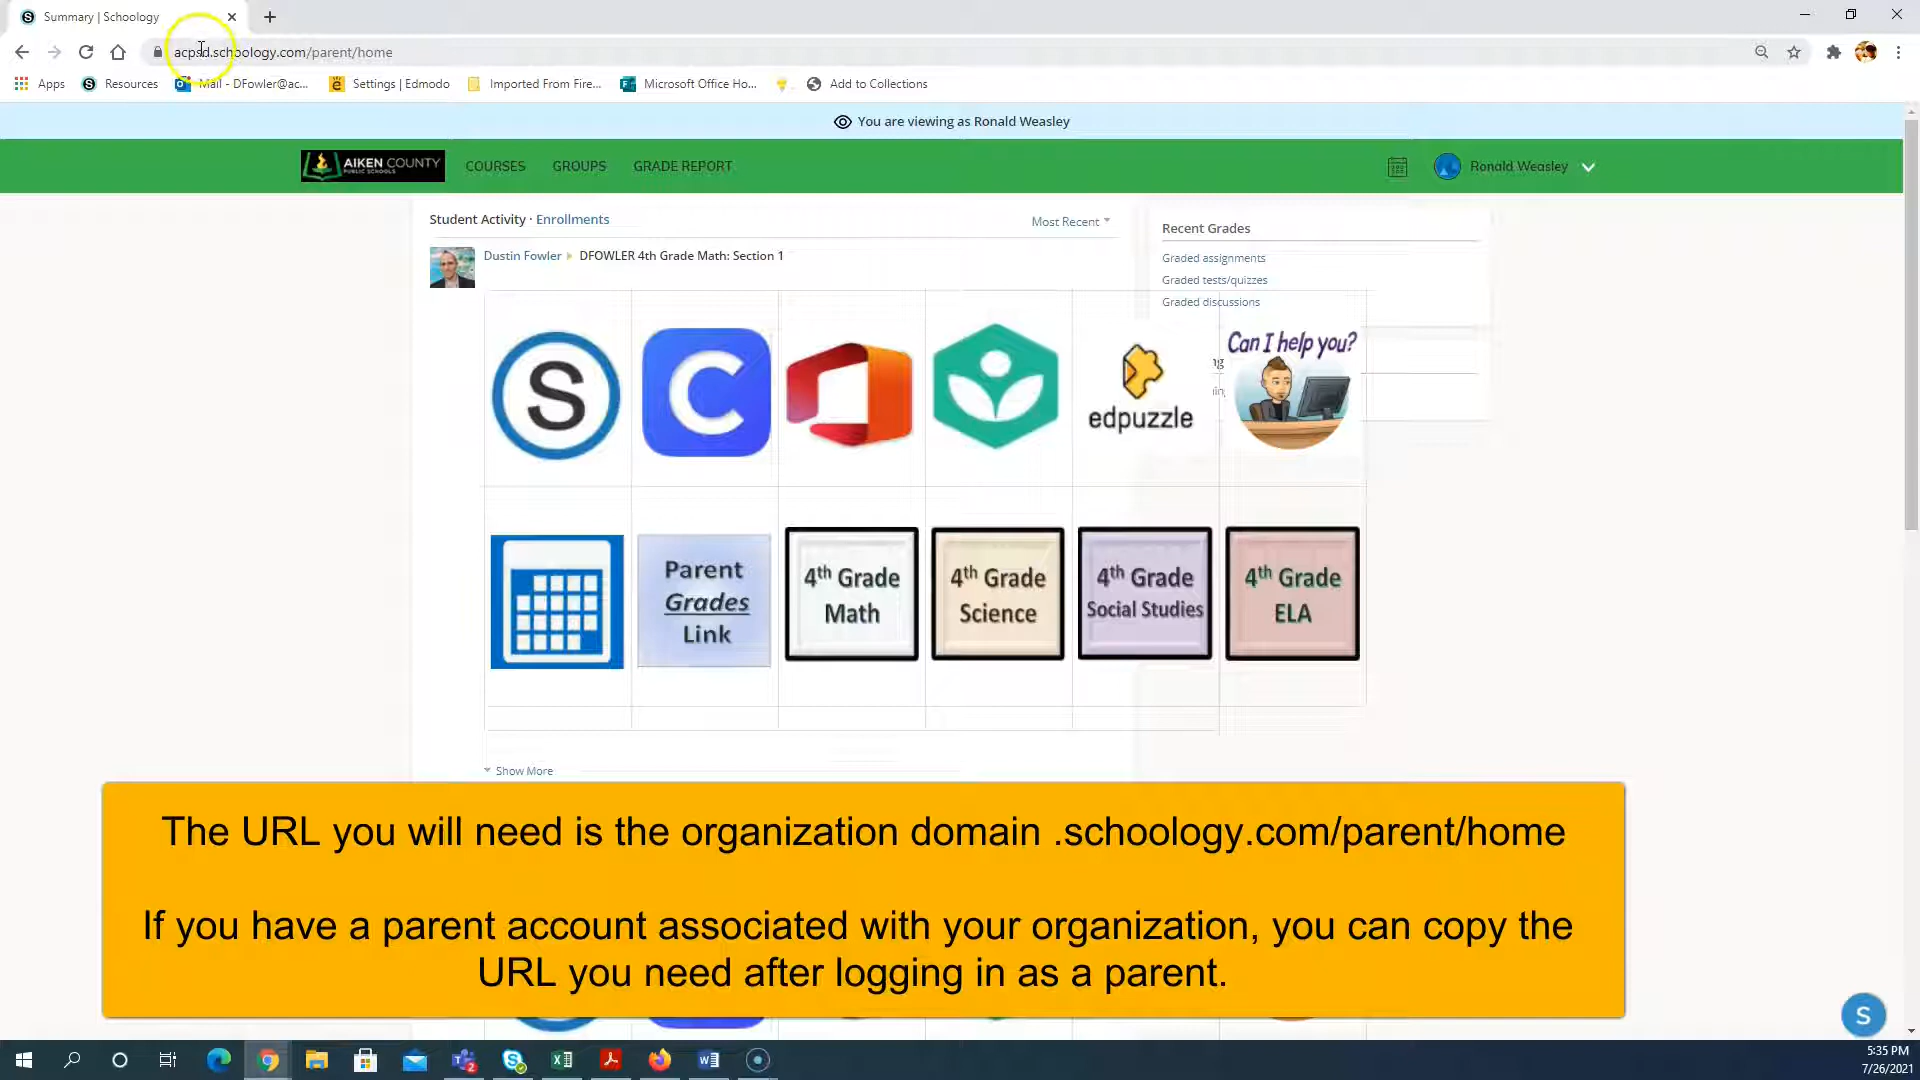 Summary | Schoology
acpsd.schoology.com/parent/home
Apps
Resources
Mail - DFowler@ac...
Settings | Edmodo
Imported From Fire...
Microsoft Office Ho...
Add to Collections
You are viewing as Ronald Weasley
AIKEN COUNTY
PUBLIC SCHOOLS
COURSES
GROUPS
GRADE REPORT
Ronald Weasley
Student Activity · Enrollments
Most Recent
Recent Grades
Dustin Fowler
DFOWLER 4th Grade Math: Section 1
Graded assignments
Graded tests/quizzes
Graded discussions
S
C
edpuzzle
Can I help you?
Parent
Grades
Link
4th Grade
Math
4th Grade
Science
4th Grade
Social Studies
4th Grade
ELA
Show More
The URL you will need is the organization domain .schoology.com/parent/home
If you have a parent account associated with your organization, you can copy the
URL you need after logging in as a parent.
S
5:35 PM
7/26/2021